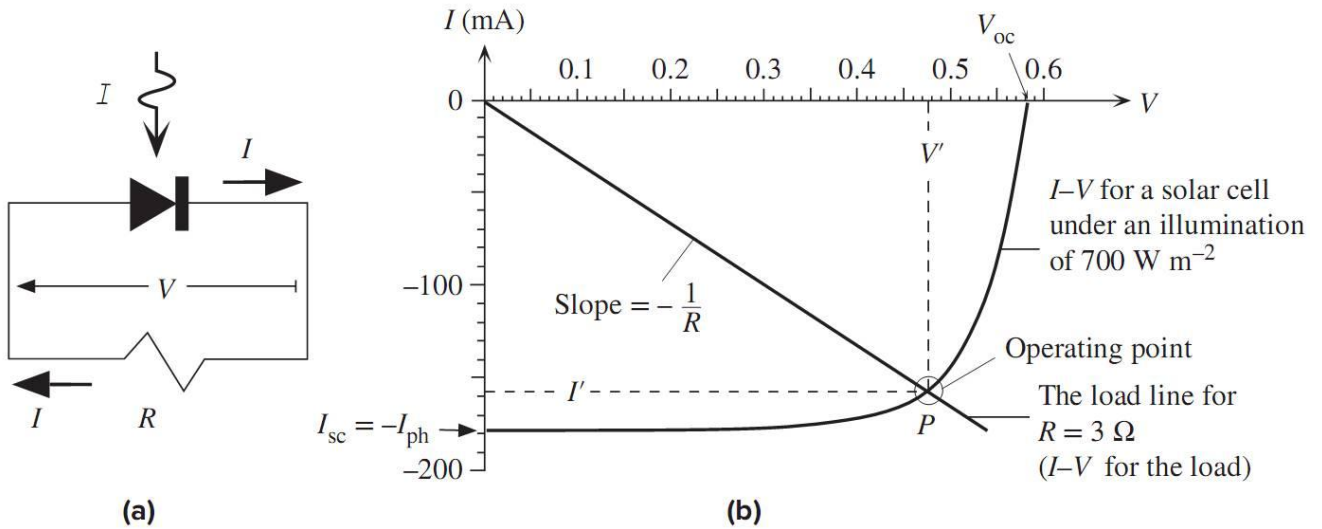 I
I
V
I
R
(a)
I (mA)
V_oc
0.1 0.2 0.3 0.4 0.5 0.6
0
V
V′
I–V for a solar cell
under an illumination
of 700 W m⁻²
−100
Slope = − 1/R
Operating point
I′
The load line for
R = 3 Ω
(I–V for the load)
I_sc = −I_ph
P
−200
(b)